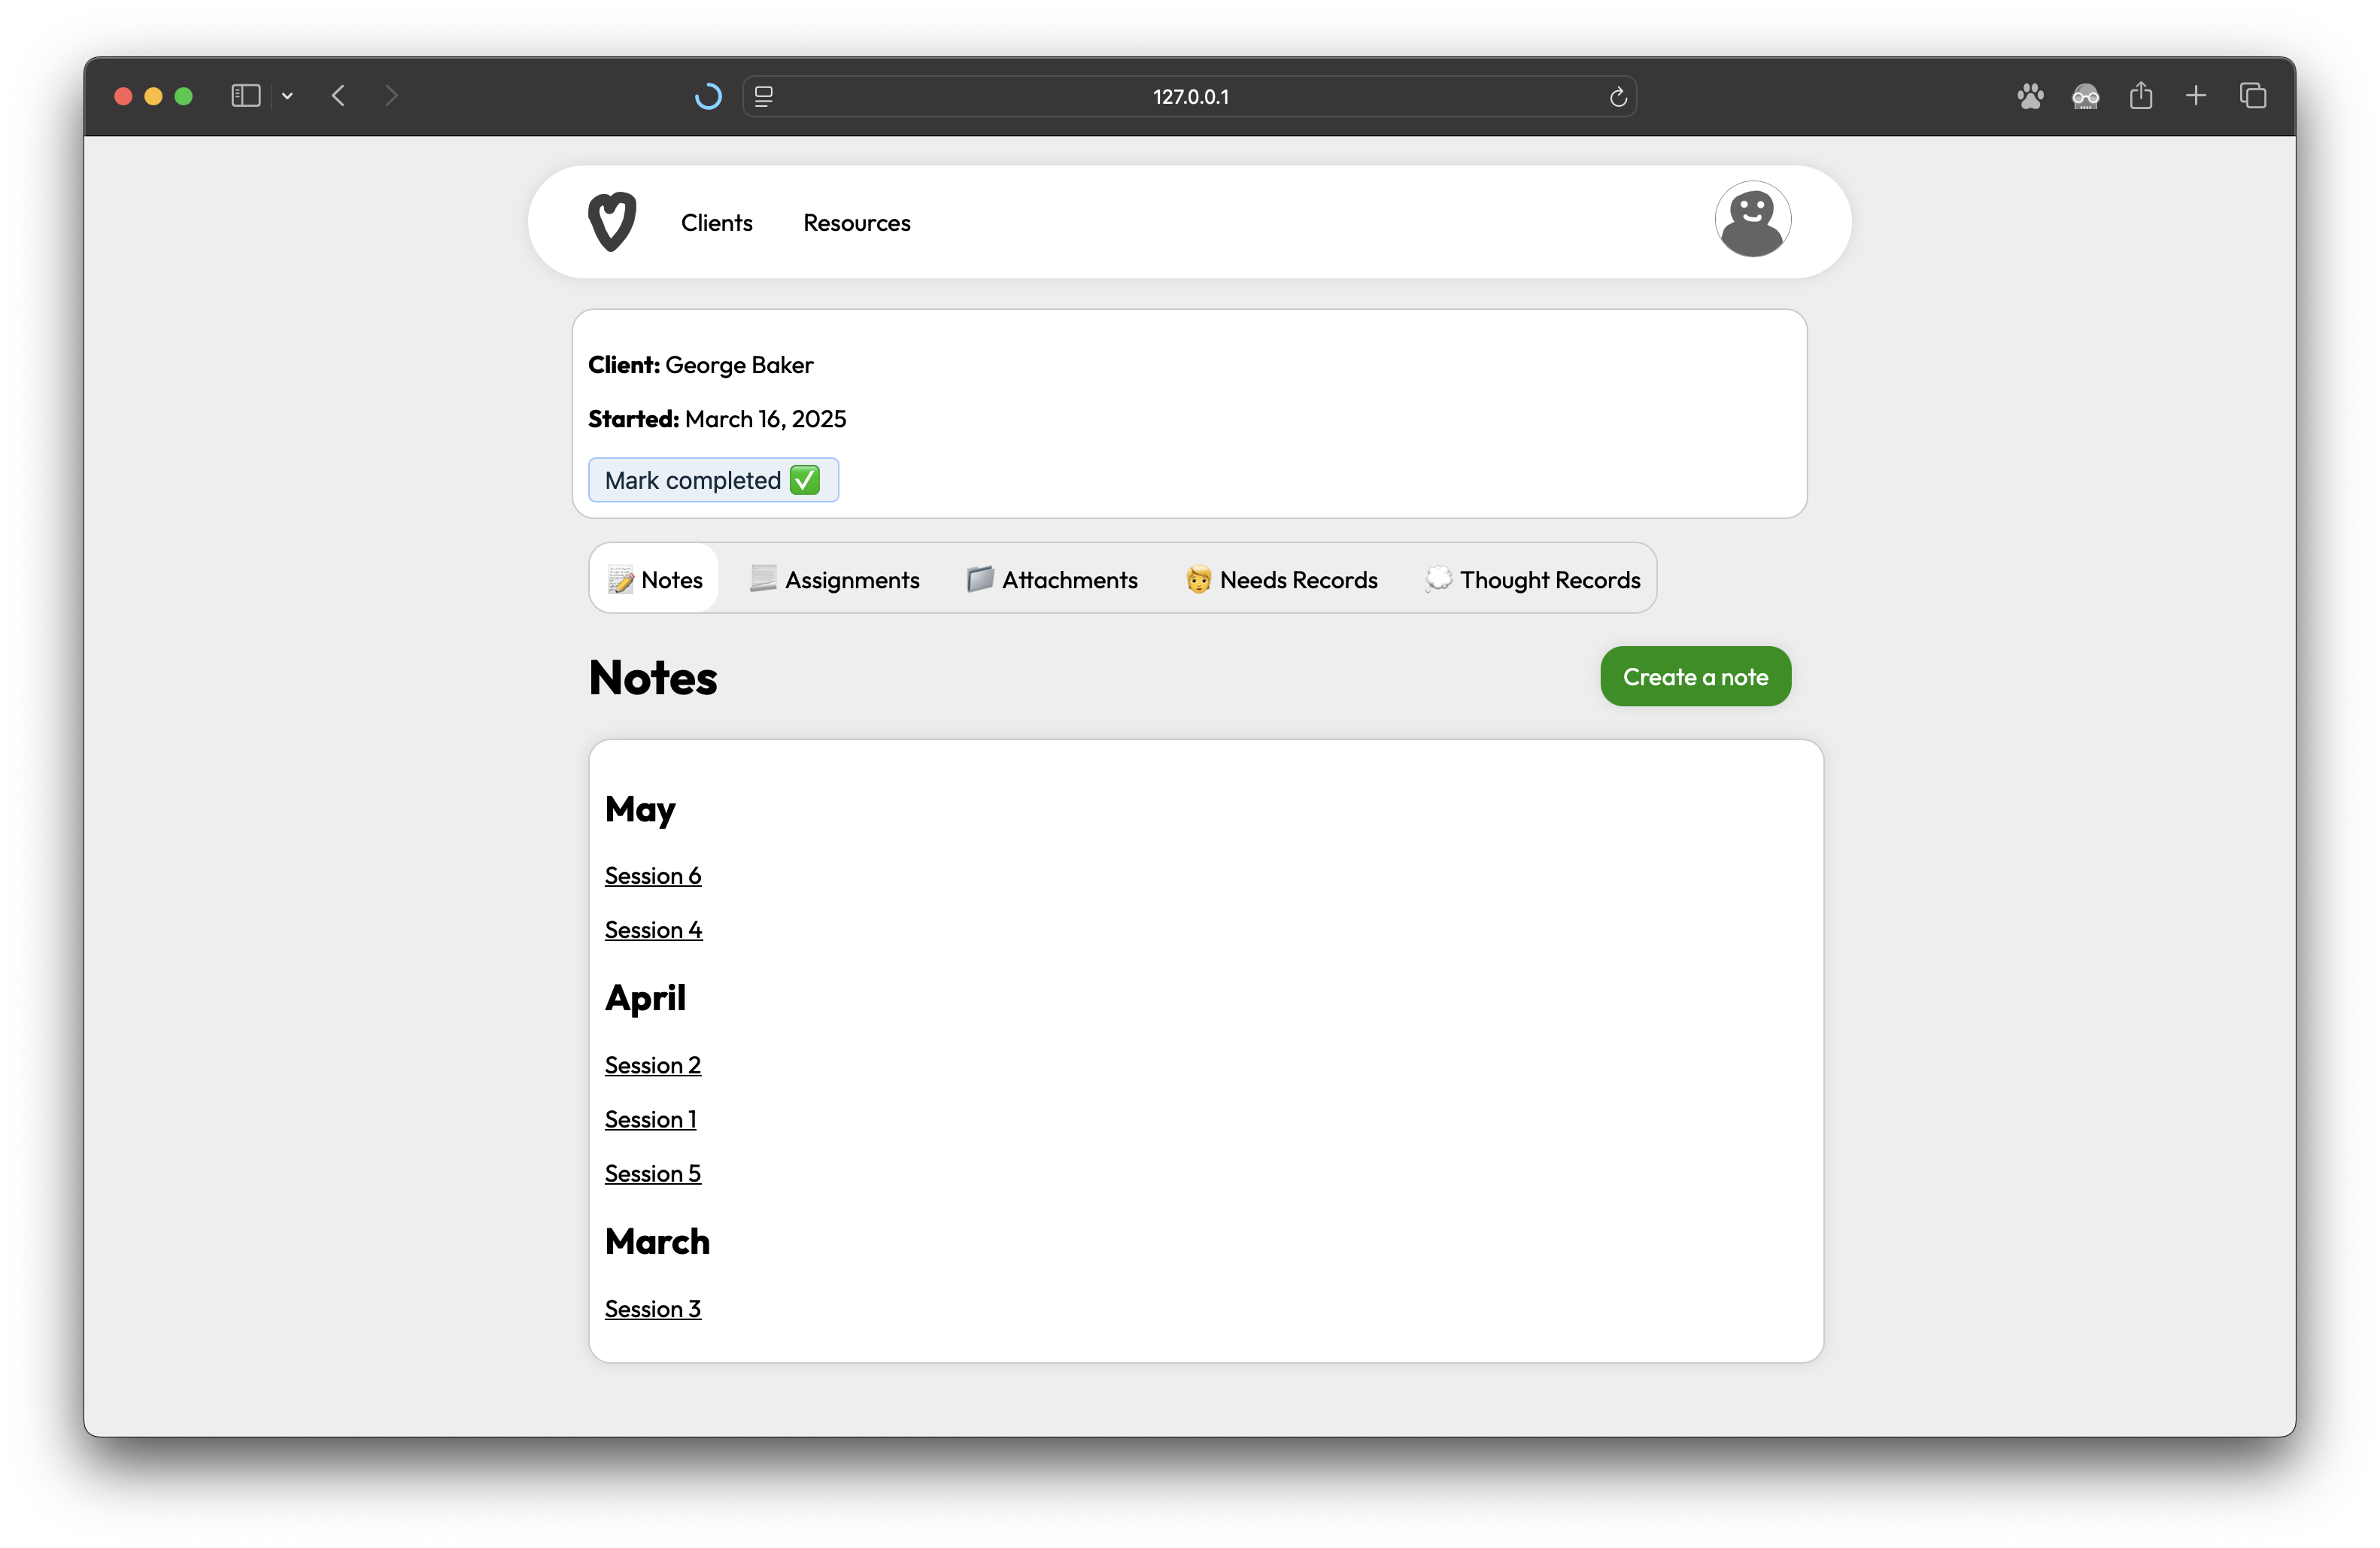 127.0.0.1
Clients Resources
Client: George Baker
Started: March 16, 2025
Mark completed ✅
📝 Notes 📃 Assignments 📁 Attachments 🧑 Needs Records 💭 Thought Records
Notes
Create a note
May
Session 6
Session 4
April
Session 2
Session 1
Session 5
March
Session 3